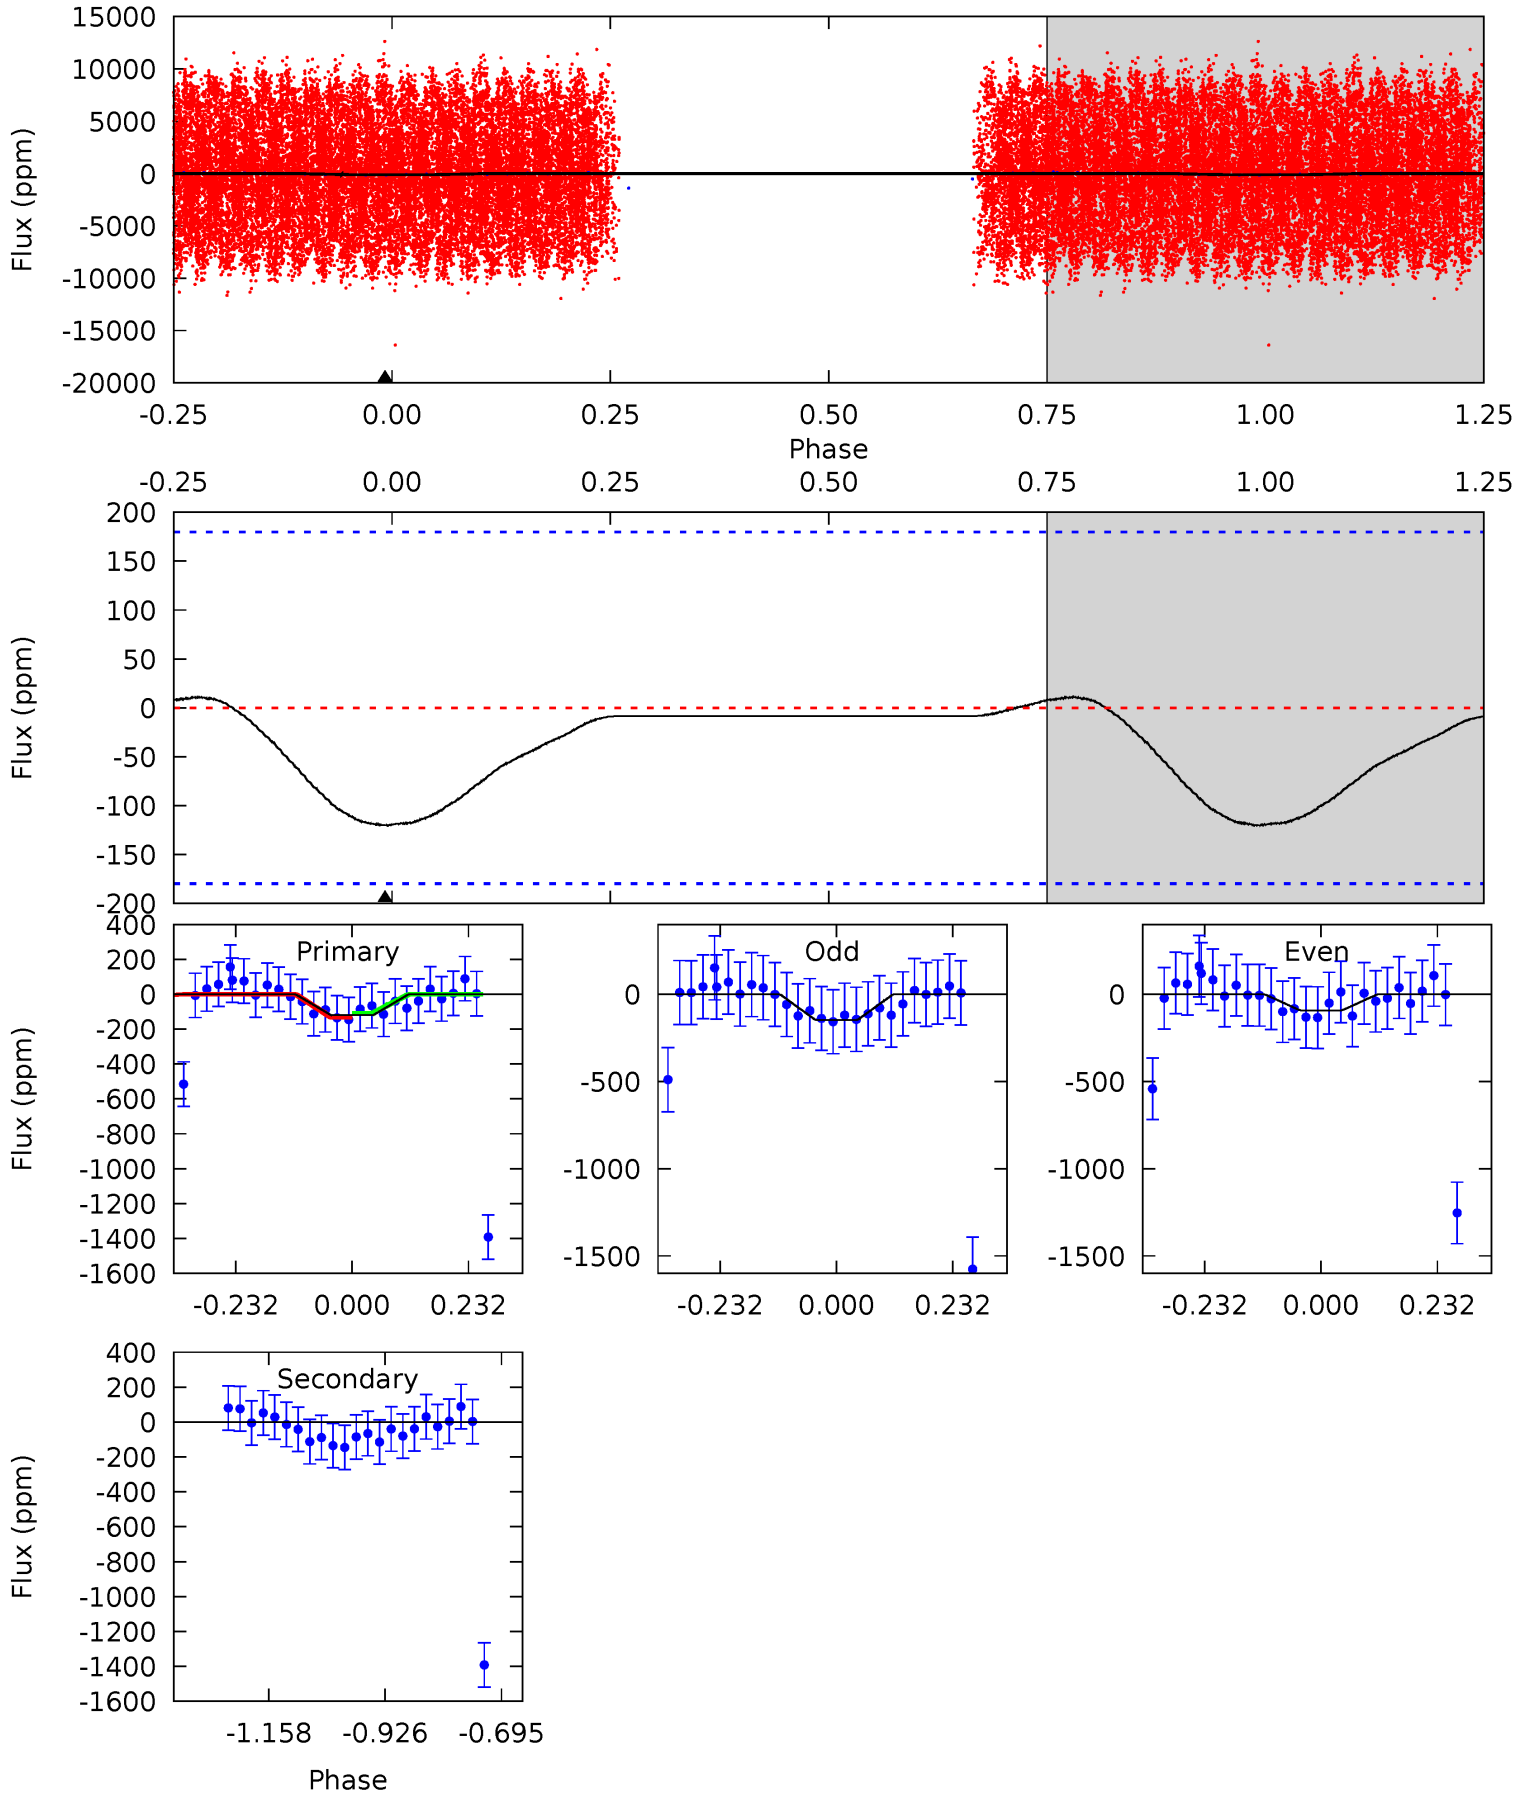 15000
10000
5000
0
-5000
-10000
-15000
-20000
Flux (ppm)
-0.25 0.00 0.25 0.50 0.75 1.00 1.25
Phase
-0.25 0.00 0.25 0.50 0.75 1.00 1.25
200
150
100
50
0
-50
-100
-150
-200
Flux (ppm)
Primary
400
200
0
-200
-400
-600
-800
-1000
-1200
-1400
-1600
Flux (ppm)
-0.232 0.000 0.232
Odd
0
-500
-1000
-1500
-0.232 0.000 0.232
Even
0
-500
-1000
-1500
-0.232 0.000 0.232
Secondary
400
200
0
-200
-400
-600
-800
-1000
-1200
-1400
-1600
Flux (ppm)
-1.158 -0.926 -0.695
Phase